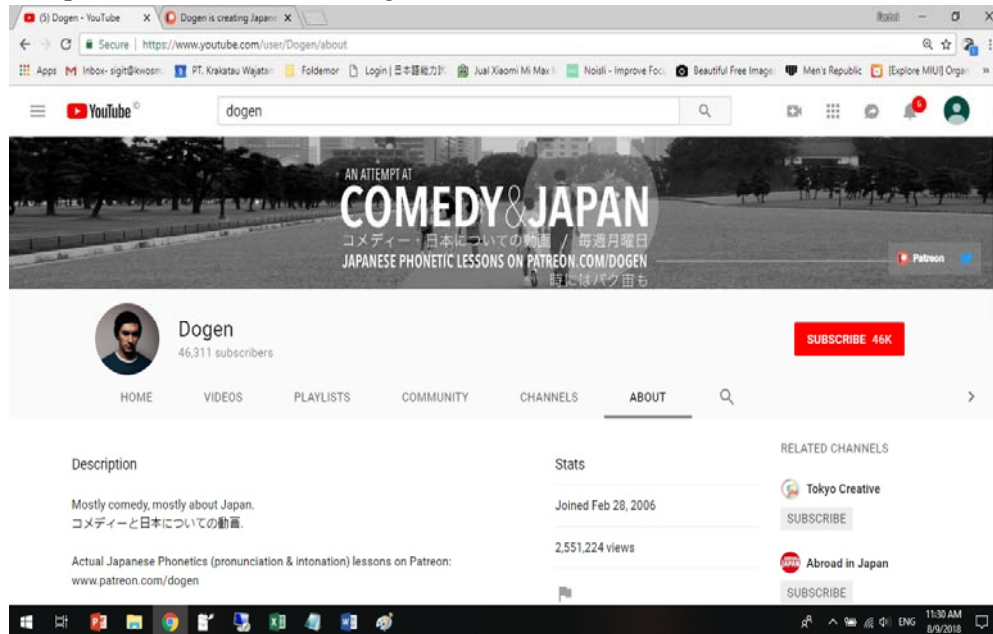 (5) Dogen - YouTube
Dogen is creating Japane
Secure | https://www.youtube.com/user/Dogen/about
Apps
Inbox- sigit@kwosm
PT. Krakatau Wajatan
Foldemor
Login | 日本語能力試
Jual Xiaomi Mi Max
Noisli - Improve Foc
Beautiful Free Image
Men's Republic
[Explore MIUI] Organ
YouTube
dogen
AN ATTEMPT AT
COMEDY & JAPAN
コメディー・日本についての動画 / 毎週月曜日
JAPANESE PHONETIC LESSONS ON PATREON.COM/DOGEN
時にはバク宙も
Patreon
Dogen
46,311 subscribers
SUBSCRIBE 46K
HOME VIDEOS PLAYLISTS COMMUNITY CHANNELS ABOUT
Description
Mostly comedy, mostly about Japan.
コメディーと日本についての動画.
Actual Japanese Phonetics (pronunciation & intonation) lessons on Patreon:
www.patreon.com/dogen
Stats
Joined Feb 28, 2006
2,551,224 views
RELATED CHANNELS
Tokyo Creative
SUBSCRIBE
Abroad in Japan
SUBSCRIBE
ENG
11:30 AM
8/9/2018